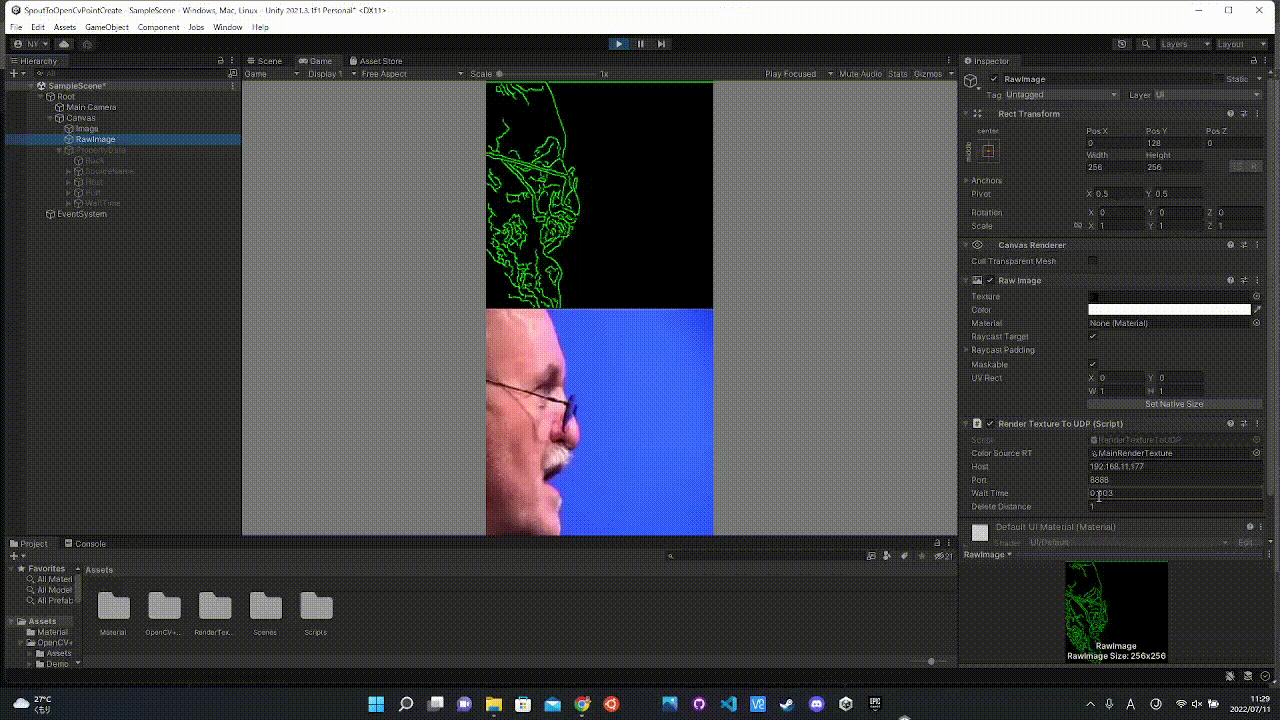 SpoutToOpenCvPointCreate - SampleScene - Windows, Mac, Linux - Unity 2021.3.1f1 Personal* <DX11>
File Edit Assets GameObject Component Jobs Window Help
NY Layers Layout
Hierarchy Scene Game Asset Store Inspector
All Game Display 1 Free Aspect Scale 1x Play Focused Mute Audio Stats Gizmos
RawImage Static
SampleScene*
Root
Main Camera
Canvas
Image
RawImage
PropertyData
Back
SourceName
Host
Port
WaitTime
EventSystem
Tag Untagged Layer UI
Rect Transform
center Pos X Pos Y Pos Z
middle 0 128 0
Width Height
256 256 R
Anchors
Pivot X 0.5 Y 0.5
Rotation X 0 Y 0 Z 0
Scale X 1 Y 1 Z 1
Canvas Renderer
Cull Transparent Mesh
Raw Image
Texture
Color
Material None (Material)
Raycast Target
Raycast Padding
Maskable
UV Rect X 0 Y 0
W 1 H 1
Set Native Size
Render Texture To UDP (Script)
Script RenderTextureToUDP
Color Source RT MainRenderTexture
Host 192.168.11.177
Port 8888
Wait Time 0.003
Delete Distance 1
Default UI Material (Material)
Shader UI/Default Edit
RawImage
RawImage
RawImage Size: 256x256
Project Console
21
Favorites
All Materi
All Model
All Prefab
Assets
Material
OpenCV+
Assets
Demo
Assets
Material OpenCV+... RenderTex... Scenes Scripts
27°C
くもり
A
11:29
2022/07/11